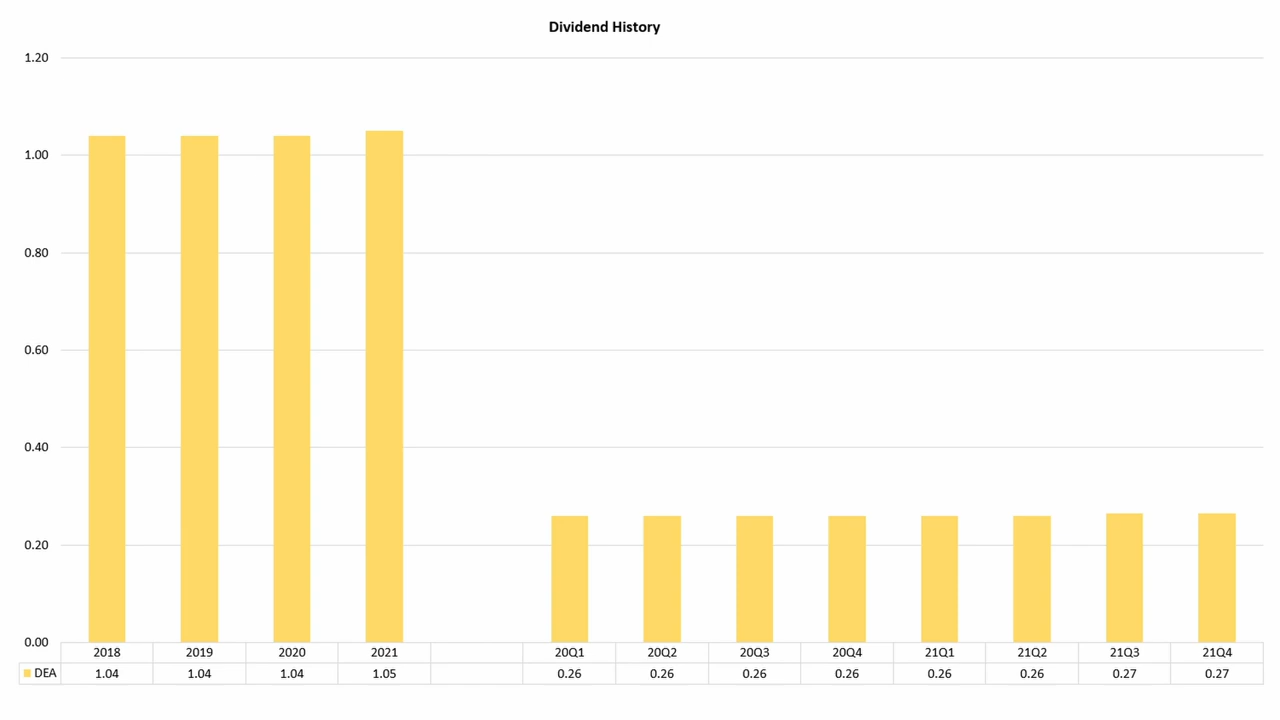 Dividend History
1.20
1.00
0.80
0.60
0.40
0.20
0.00
2018 2019 2020 2021 20Q1 20Q2 20Q3 20Q4 21Q1 21Q2 21Q3 21Q4
DEA 1.04 1.04 1.04 1.05 0.26 0.26 0.26 0.26 0.26 0.26 0.27 0.27